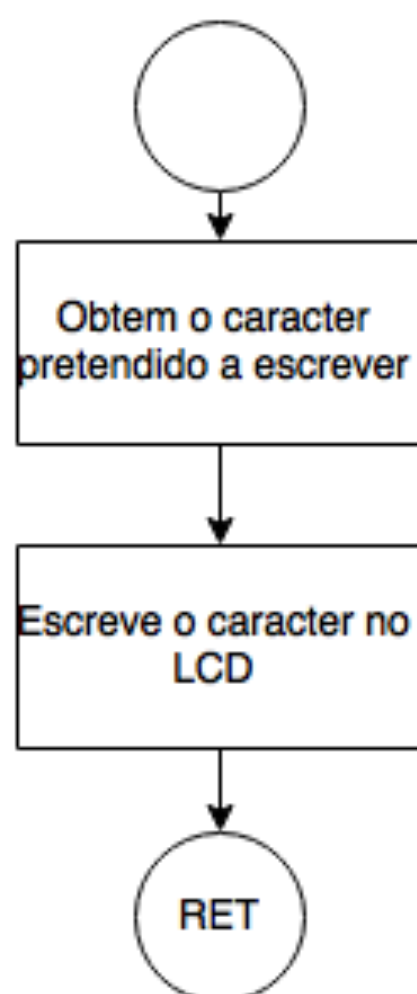 Obtem o caracter
pretendido a escrever
Escreve o caracter no
LCD
RET